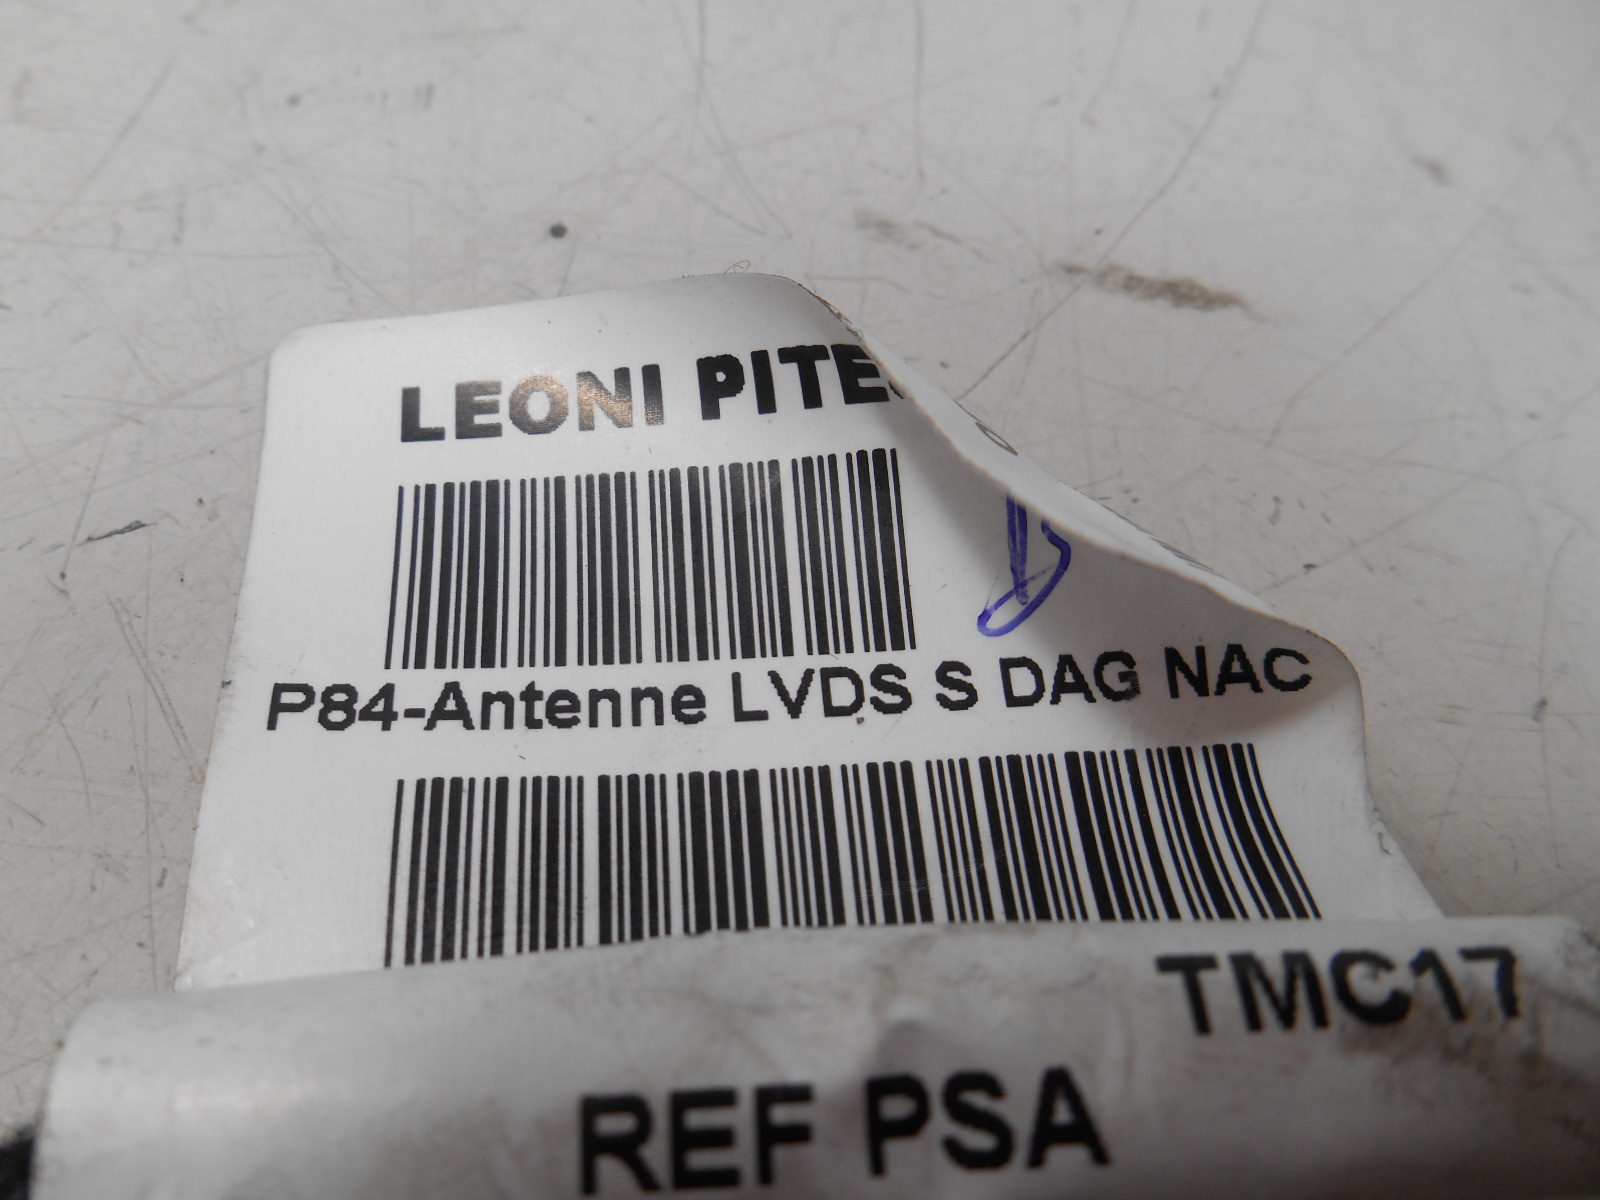 LEONI PITE
P84-Antenne LVDS S DAG NAC
TMC17
REF PSA